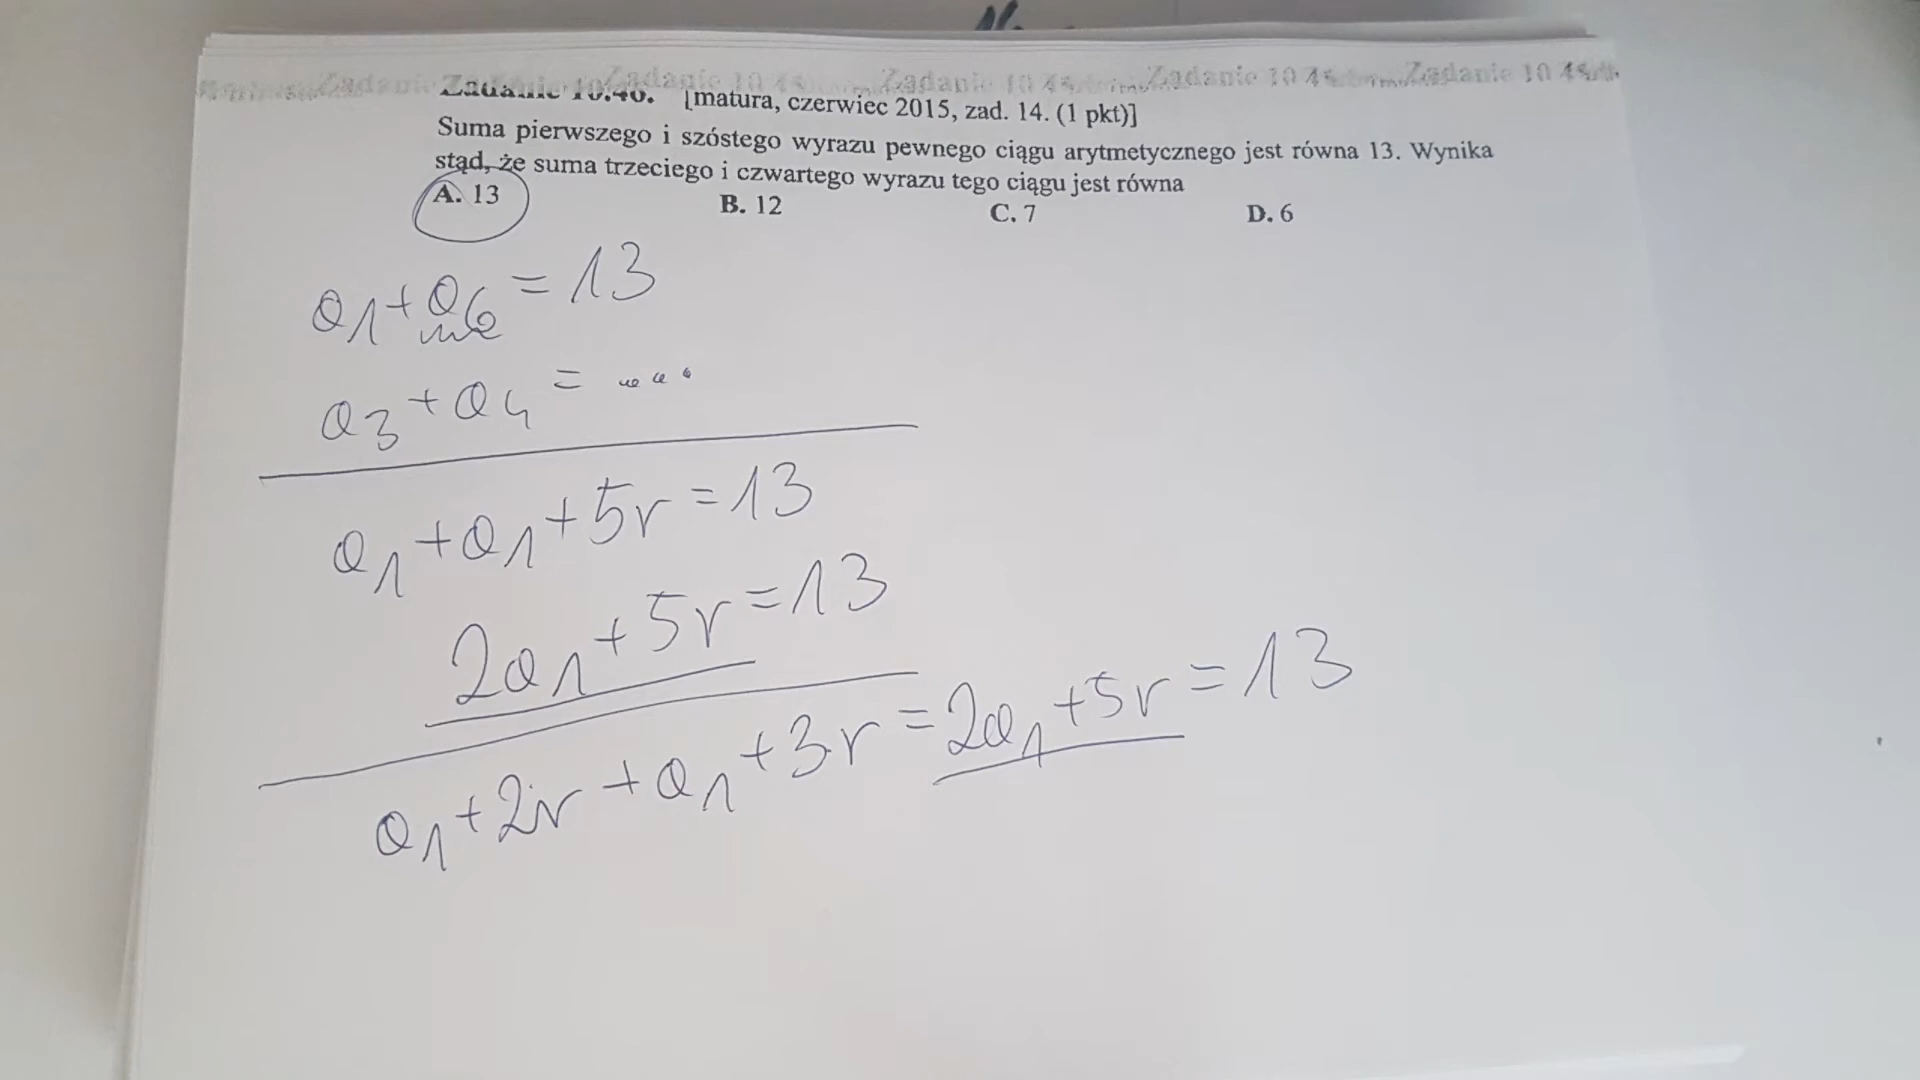 Zadanie 10.46. [matura, czerwiec 2015, zad. 14. (1 pkt)]
Suma pierwszego i szóstego wyrazu pewnego ciągu arytmetycznego jest równa 13. Wynika
stąd, że suma trzeciego i czwartego wyrazu tego ciągu jest równa
A. 13 B. 12 C. 7 D. 6
a1+a6=13
a3+a4=...
a1+a1+5r=13
2a1+5r=13
a1+2r+a1+3r=2a1+5r=13